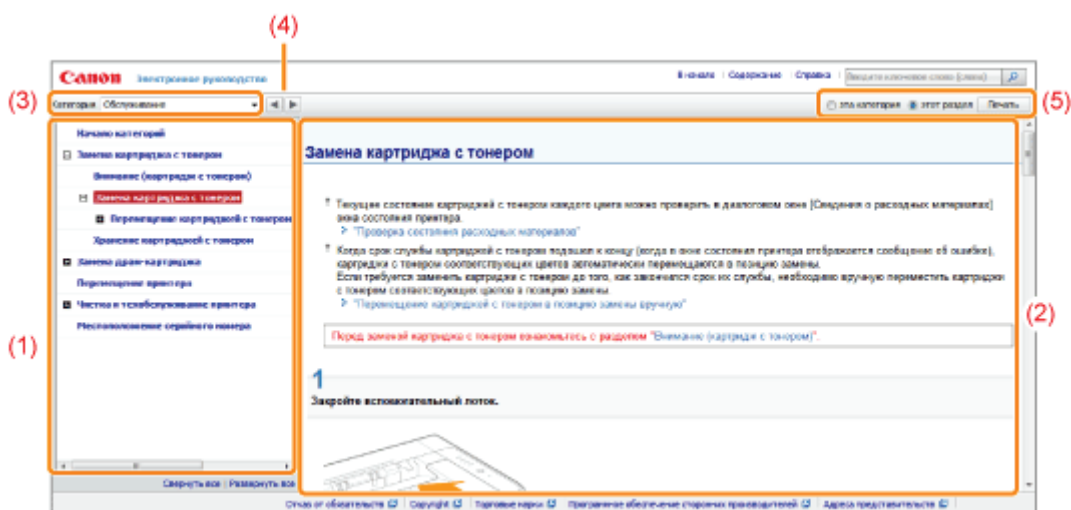 (4)
Canon Электронное руководство
В начало Содержание Справка Введите ключевое слово (слова)
(3)
Категория Обслуживание
эта категория этот раздел Печать
(5)
Начало категорий
Замена картриджа с тонером
Внимание (картридж с тонером)
Замена картриджа с тонером
Перемещение картриджей с тонером
Хранение картриджей с тонером
Замена драм-картриджа
Перемещение принтера
Чистка и техобслуживание принтера
Местоположение серийного номера
(1)
Свернуть все Развернуть все
Замена картриджа с тонером
Текущее состояние картриджей с тонером каждого цвета можно проверить в диалоговом окне [Сведения о расходных материалах]
окна состояния принтера.
"Проверка состояния расходных материалов"
Когда срок службы картриджей с тонером подошел к концу (когда в окне состояния принтера отображается сообщение об ошибке),
картриджи с тонером соответствующих цветов автоматически перемещаются в позицию замены.
Если требуется заменить картриджи с тонером до того, как закончится срок их службы, необходимо вручную переместить картриджи
с тонером соответствующих цветов в позицию замены.
"Перемещение картриджей с тонером в позицию замены вручную"
(2)
Перед заменой картриджа с тонером ознакомьтесь с разделом "Внимание (картридж с тонером)".
1
Закройте вспомогательный лоток.
Отказ от обязательств Copyright Торговые марки Программное обеспечение сторонних производителей Адреса представительств